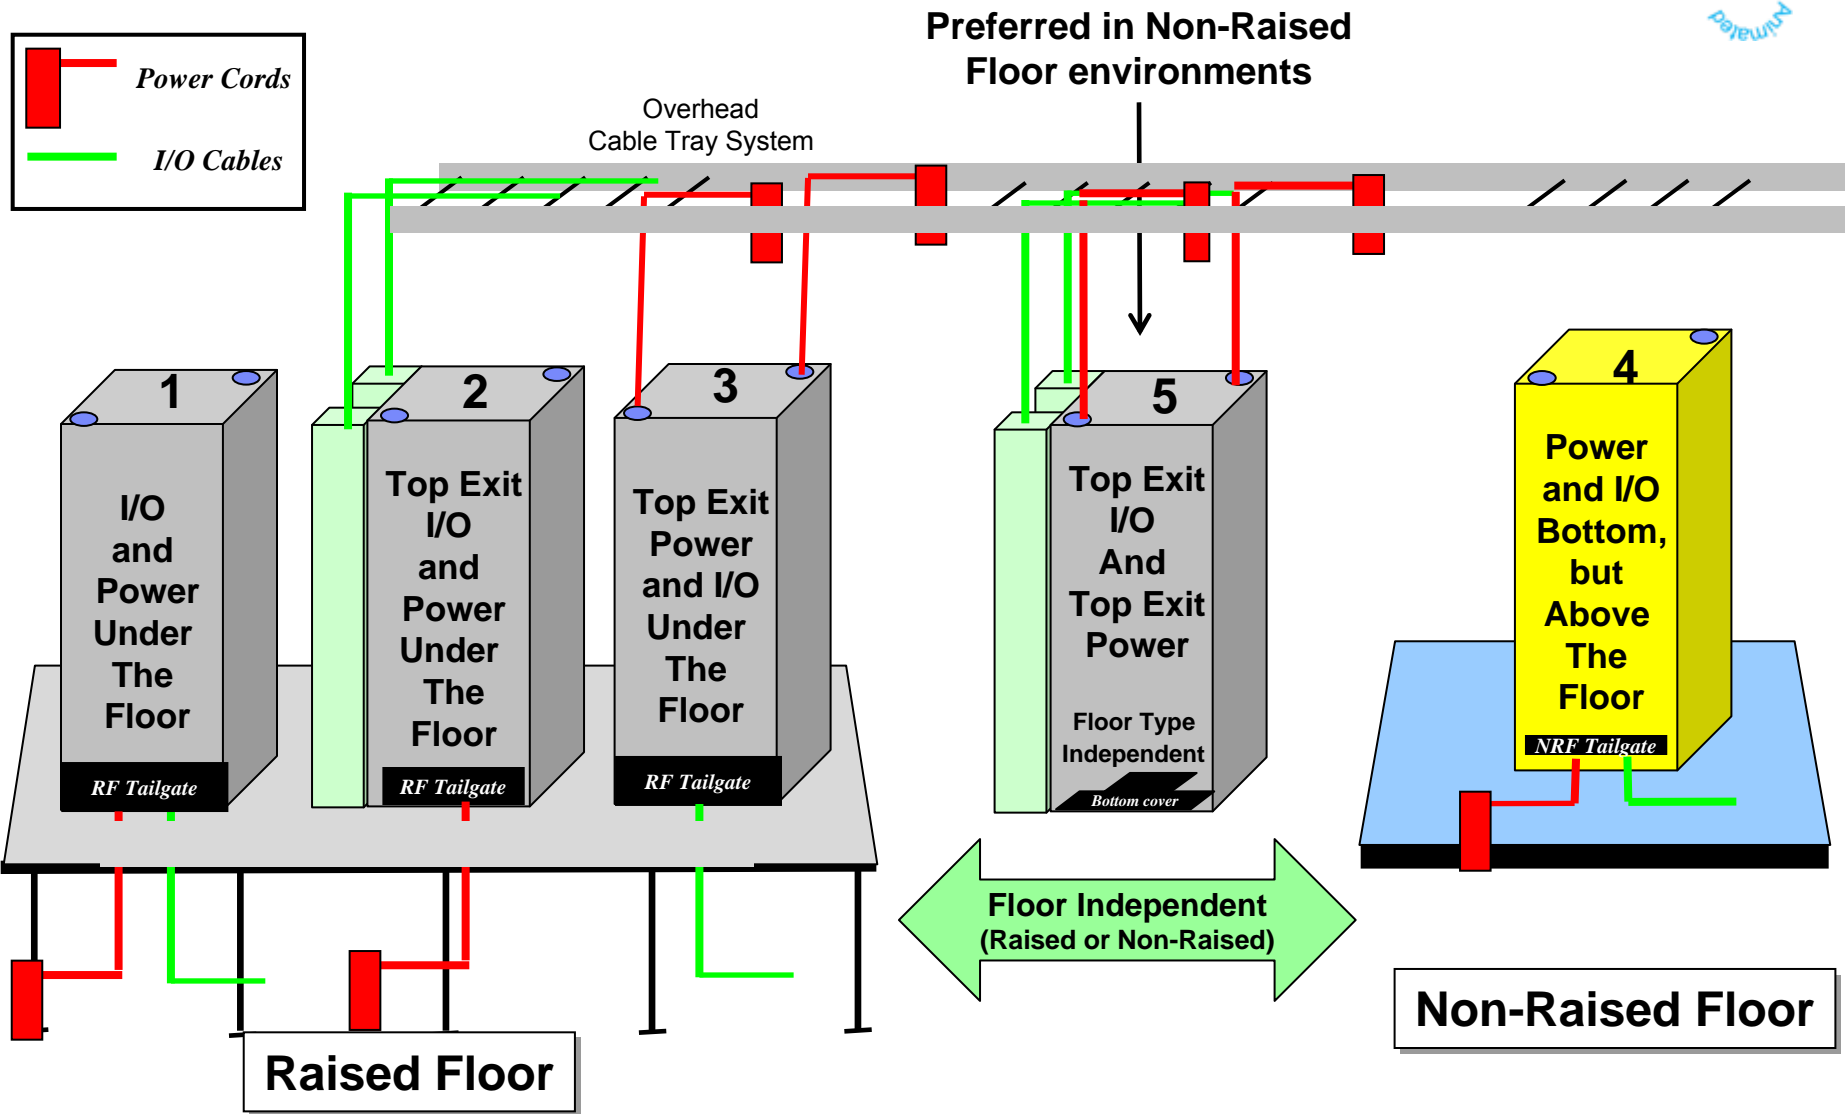 Preferred in Non-Raised
Floor environments
Animated
Power Cords
I/O Cables
Overhead
Cable Tray System
1
I/O
and
Power
Under
The
Floor
RF Tailgate
2
Top Exit
I/O
and
Power
Under
The
Floor
RF Tailgate
3
Top Exit
Power
and I/O
Under
The
Floor
RF Tailgate
5
Top Exit
I/O
And
Top Exit
Power
Floor Type
Independent
Bottom cover
4
Power
and I/O
Bottom,
but
Above
The
Floor
NRF Tailgate
Floor Independent
(Raised or Non-Raised)
Raised Floor
Non-Raised Floor